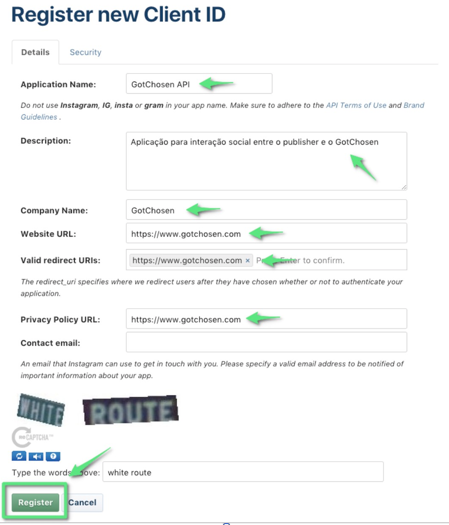 Register new Client ID
Details Security
Application Name: GotChosen API
Do not use Instagram, IG, insta or gram in your app name. Make sure to adhere to the API Terms of Use and Brand
Guidelines .
Description: Aplicação para interação social entre o publisher e o GotChosen
Company Name: GotChosen
Website URL: https://www.gotchosen.com
Valid redirect URIs: https://www.gotchosen.com × Enter to confirm.
The redirect_uri specifies where we redirect users after they have chosen whether or not to authenticate your
application.
Privacy Policy URL: https://www.gotchosen.com
Contact email:
An email that Instagram can use to get in touch with you. Please specify a valid email address to be notified of
important information about your app.
WHITE ROUTE
CAPTCHA
Type the words above: white route
Register Cancel